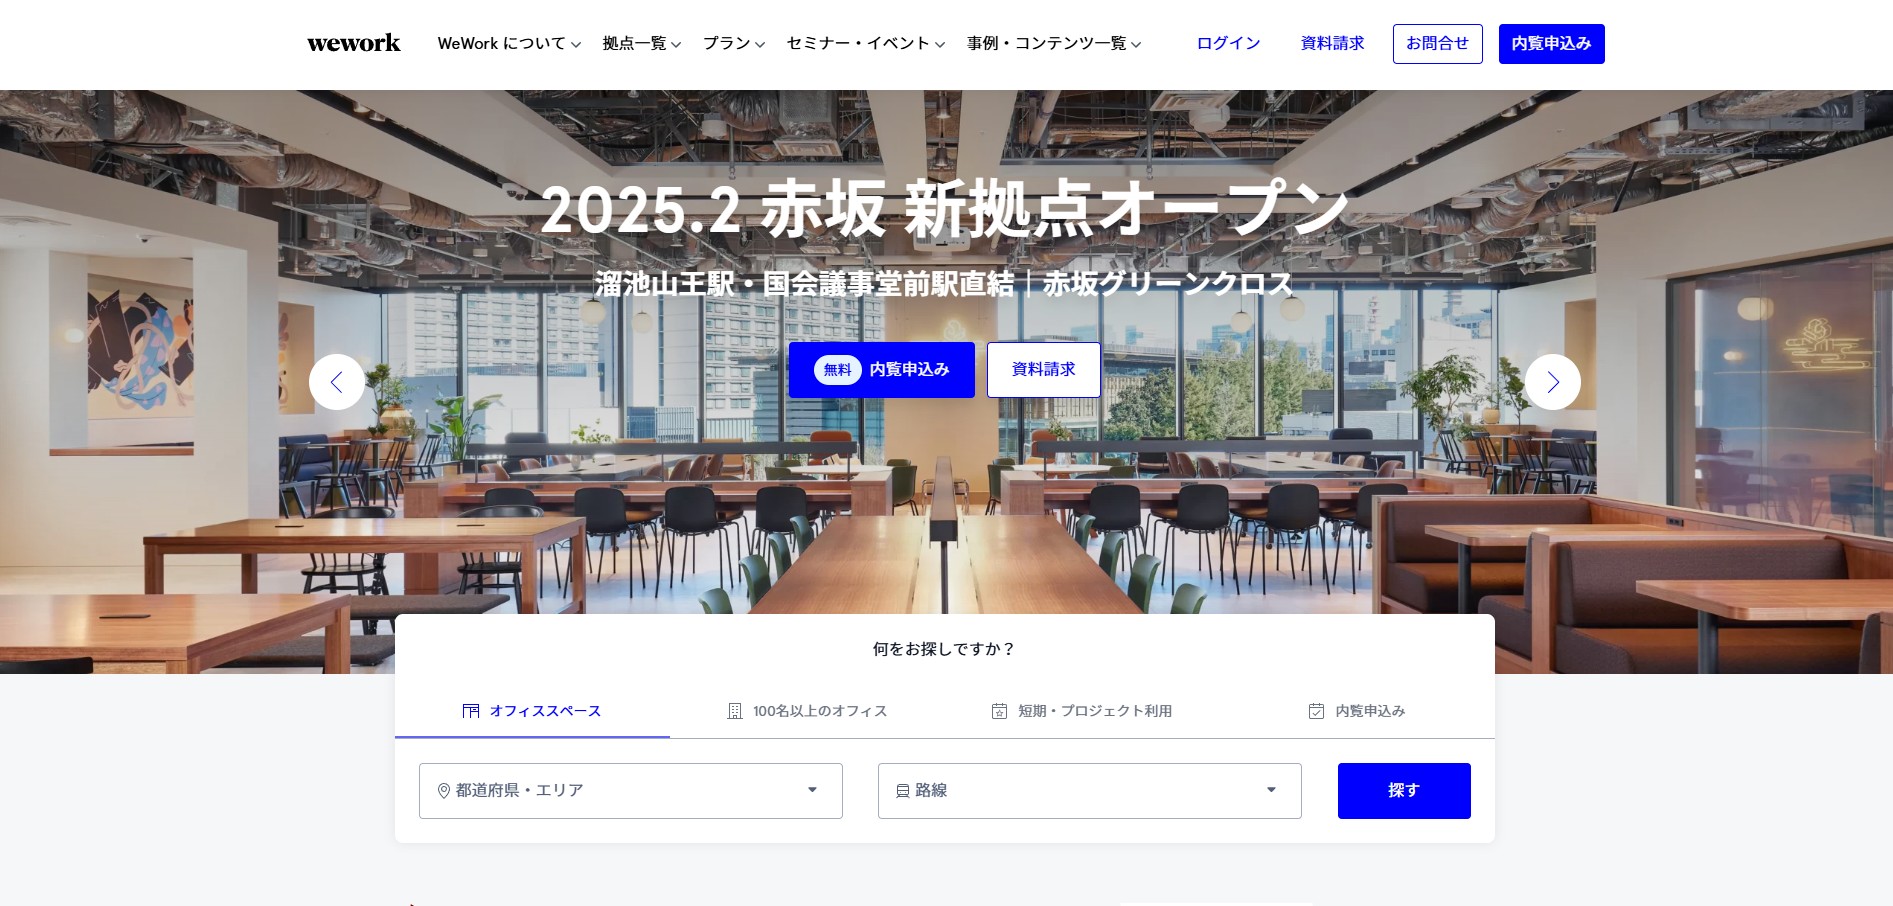 wework
WeWork について
拠点一覧
プラン
セミナー・イベント
事例・コンテンツ一覧
ログイン
資料請求
お問合せ
内覧申込み
2025.2 赤坂 新拠点オープン
溜池山王駅・国会議事堂前駅直結｜赤坂グリーンクロス
無料 内覧申込み
資料請求
何をお探しですか？
オフィススペース
100名以上のオフィス
短期・プロジェクト利用
内覧申込み
都道府県・エリア
路線
探す